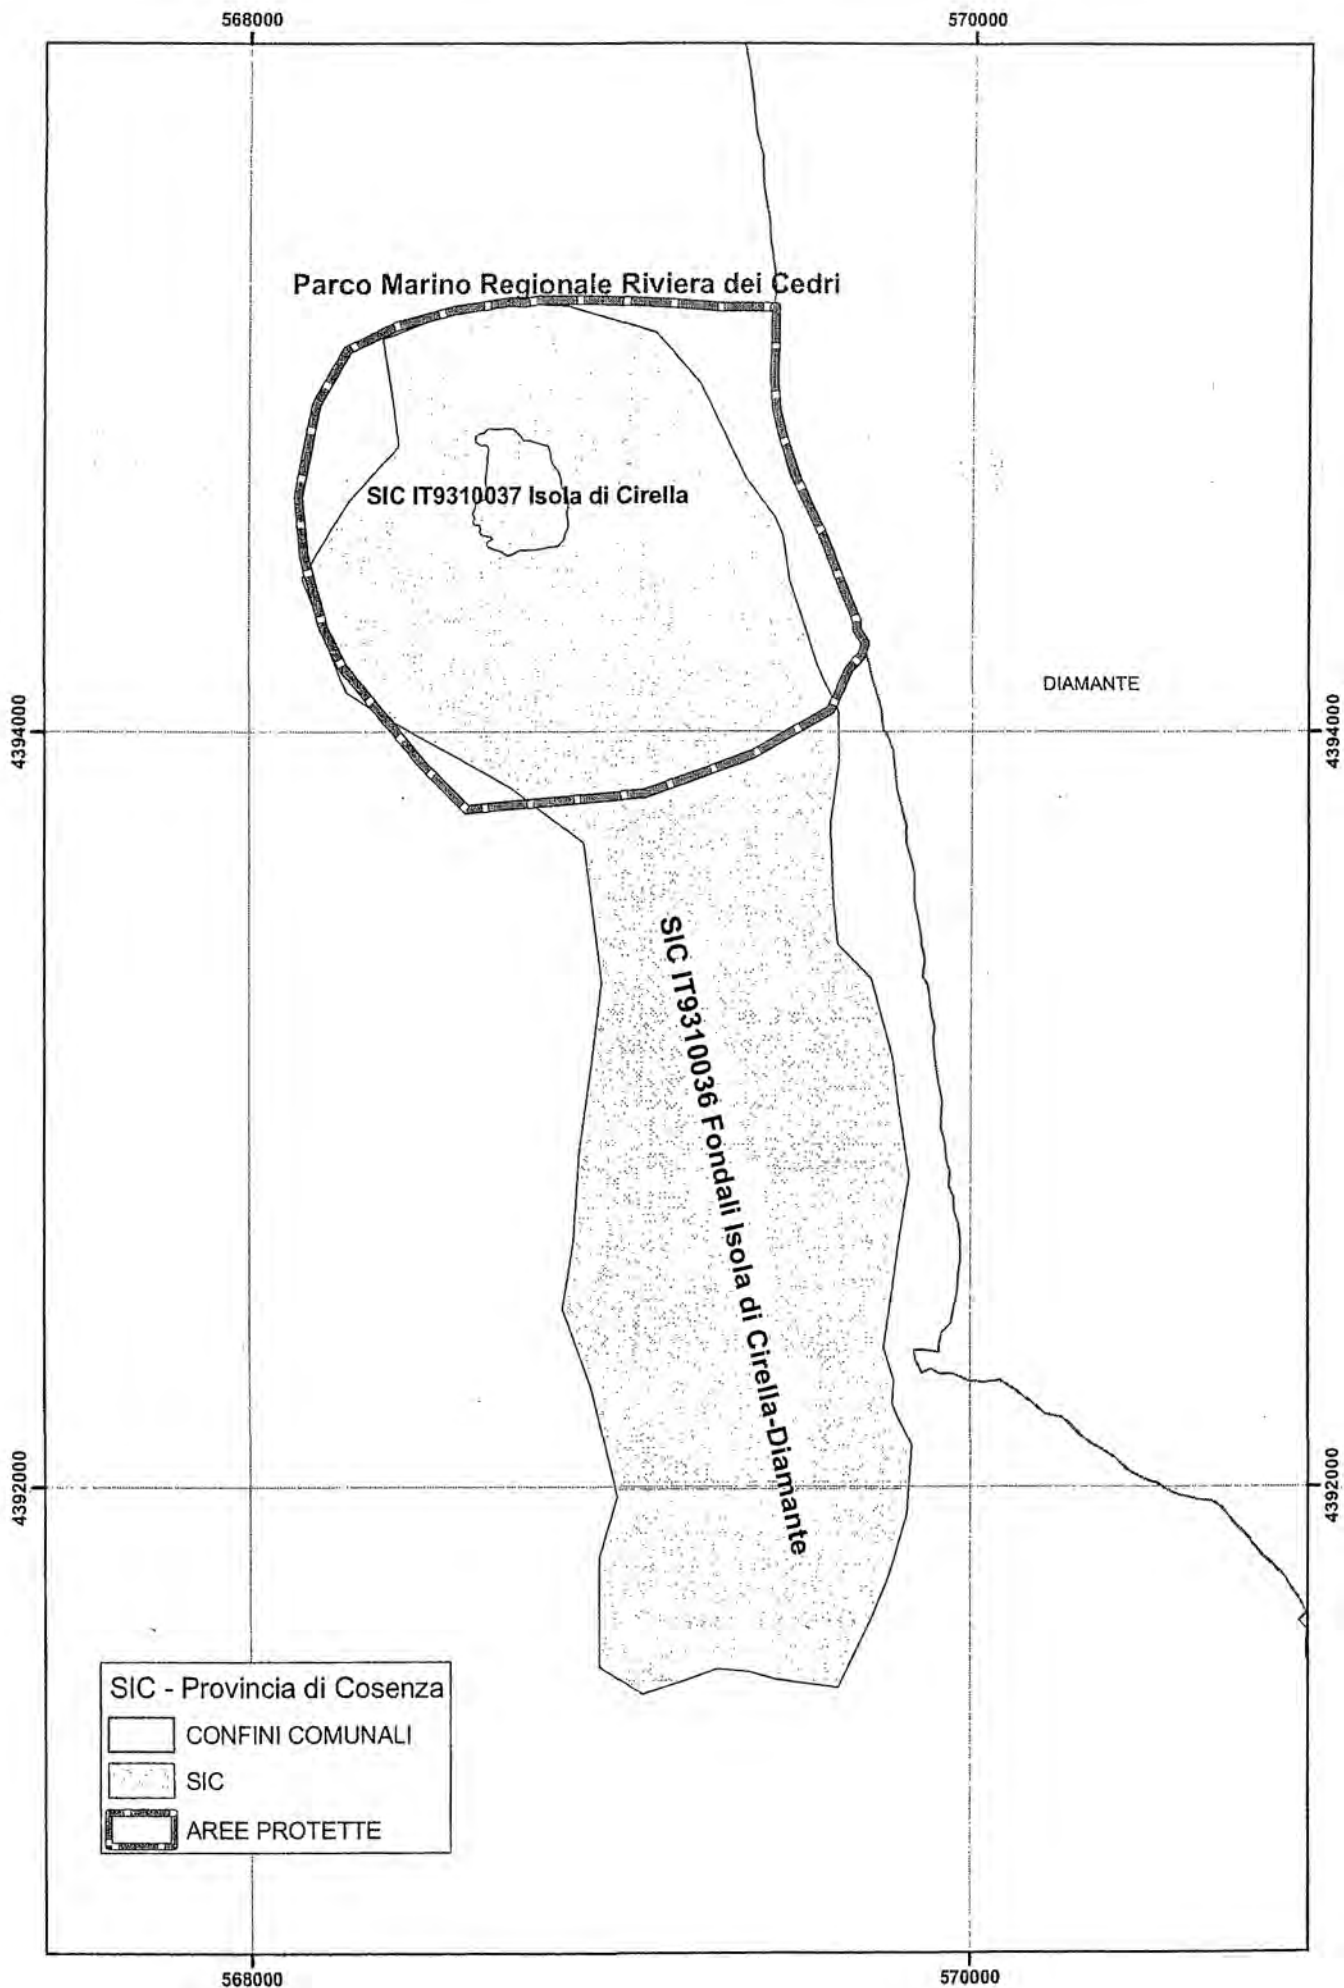 568000
570000
Parco Marino Regionale Riviera dei Cedri
SIC IT9310037 Isola di Cirella
DIAMANTE
4394000
4394000
SIC IT9310036 Fondali Isola di Cirella-Diamante
4392000
4392000
SIC - Provincia di Cosenza
CONFINI COMUNALI
SIC
AREE PROTETTE
568000
570000